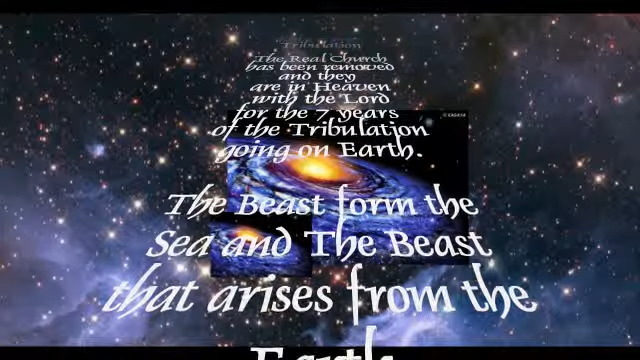 Tribulation
The Real Church
has been removed
and they
are in Heaven
with the Lord
for the 7 years
of the Tribulation
going on Earth.
The Beast form the
Sea and The Beast
that arises from the
Earth